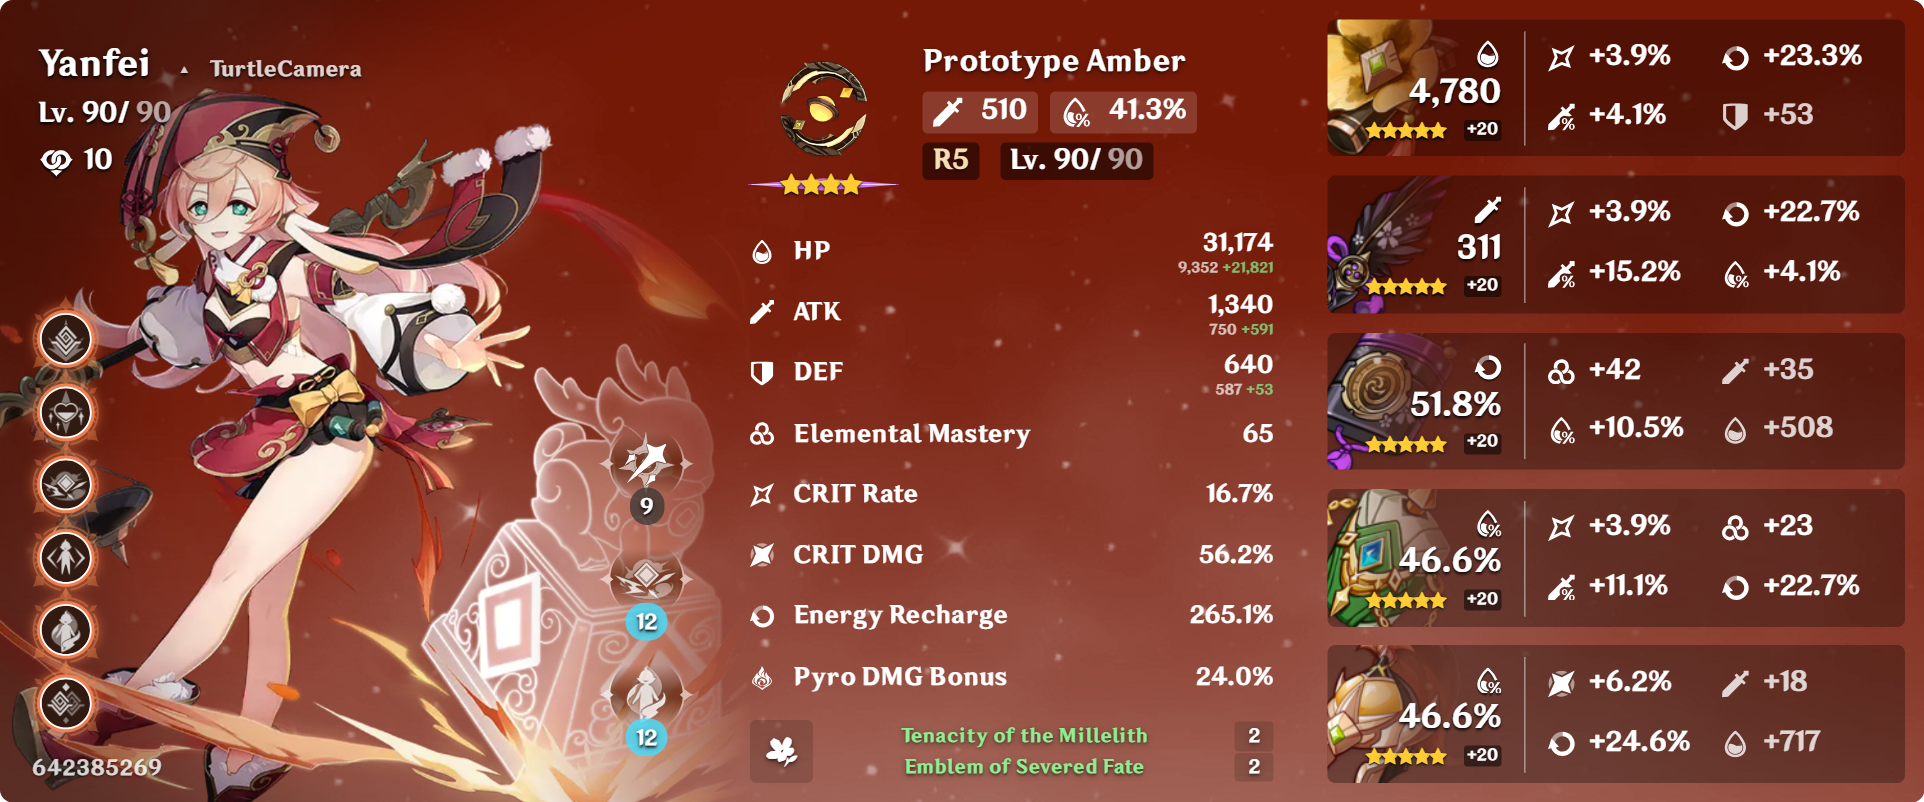 Yanfei ▲ TurtleCamera
Lv. 90/ 90
10
9
12
12
642385269
Prototype Amber
510 41.3%
R5 Lv. 90/ 90
HP 31,174
9,352 +21,821
ATK 1,340
750 +591
DEF 640
587 +53
Elemental Mastery 65
CRIT Rate 16.7%
CRIT DMG 56.2%
Energy Recharge 265.1%
Pyro DMG Bonus 24.0%
Tenacity of the Millelith 2
Emblem of Severed Fate 2
4,780
+20
+3.9% +23.3%
+4.1% +53
311
+20
+3.9% +22.7%
+15.2% +4.1%
51.8%
+20
+42 +35
+10.5% +508
46.6%
+20
+3.9% +23
+11.1% +22.7%
46.6%
+20
+6.2% +18
+24.6% +717